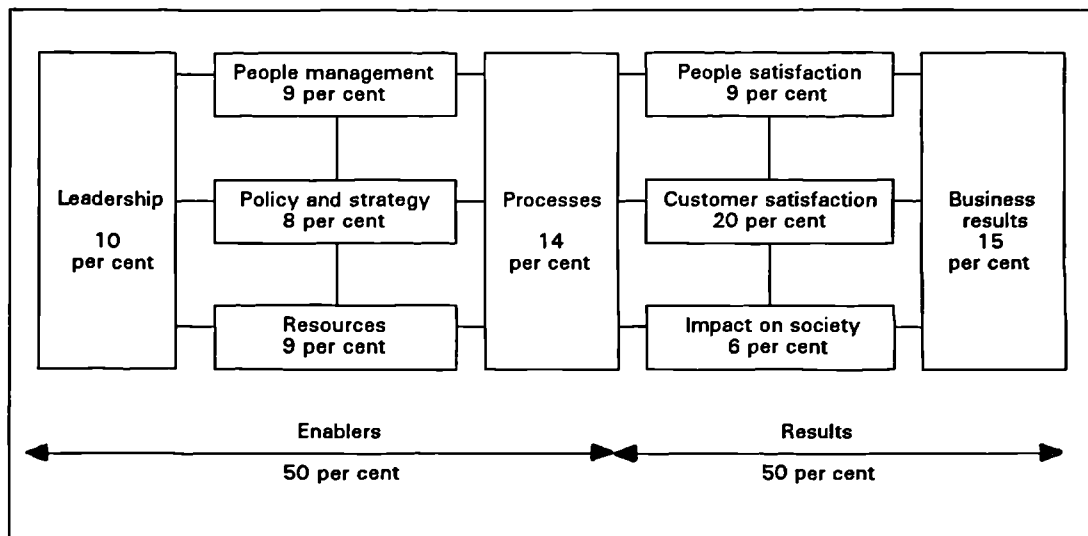 People management
9 per cent
People satisfaction
9 per cent
Leadership
10
per cent
Policy and strategy
8 per cent
Processes
14
per cent
Customer satisfaction
20 per cent
Business
results
15
per cent
Resources
9 per cent
Impact on society
6 per cent
Enablers
50 per cent
Results
50 per cent